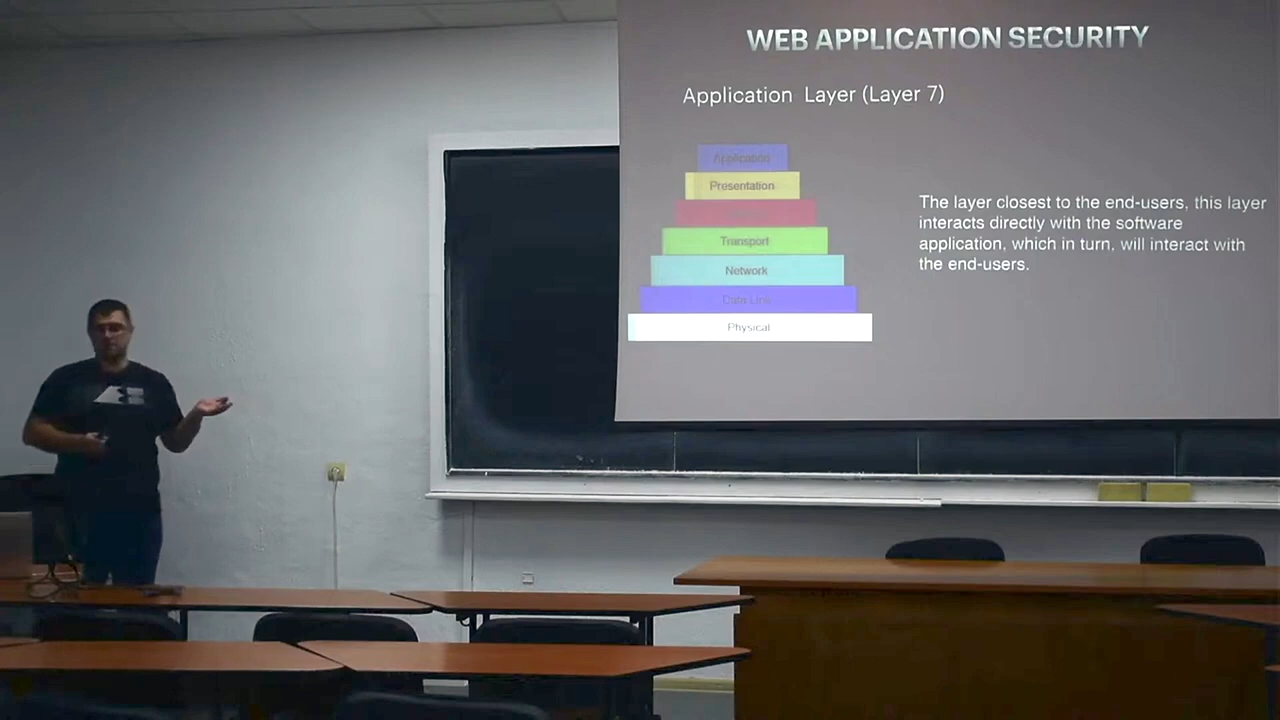 WEB APPLICATION SECURITY
Application Layer (Layer 7)
Application
Presentation
Transport
Network
Data Link
Physical
The layer closest to the end-users, this layer
interacts directly with the software
application, which in turn, will interact with
the end-users.